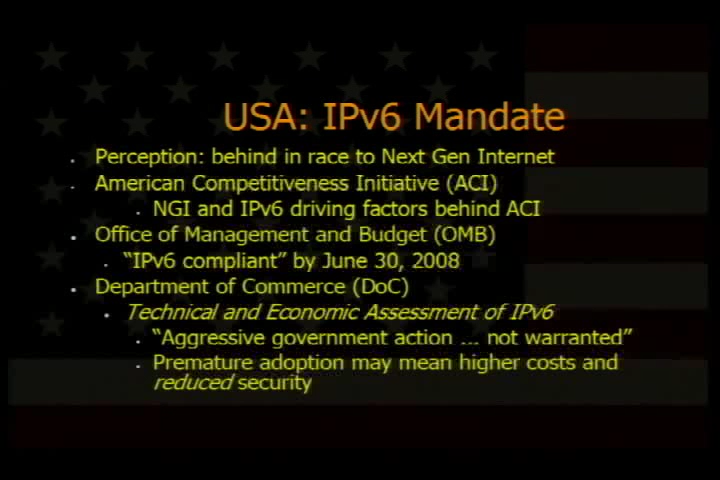 USA: IPv6 Mandate
Perception: behind in race to Next Gen Internet
American Competitiveness Initiative (ACI)
NGI and IPv6 driving factors behind ACI
Office of Management and Budget (OMB)
“IPv6 compliant” by June 30, 2008
Department of Commerce (DoC)
Technical and Economic Assessment of IPv6
“Aggressive government action ... not warranted”
Premature adoption may mean higher costs and
reduced security